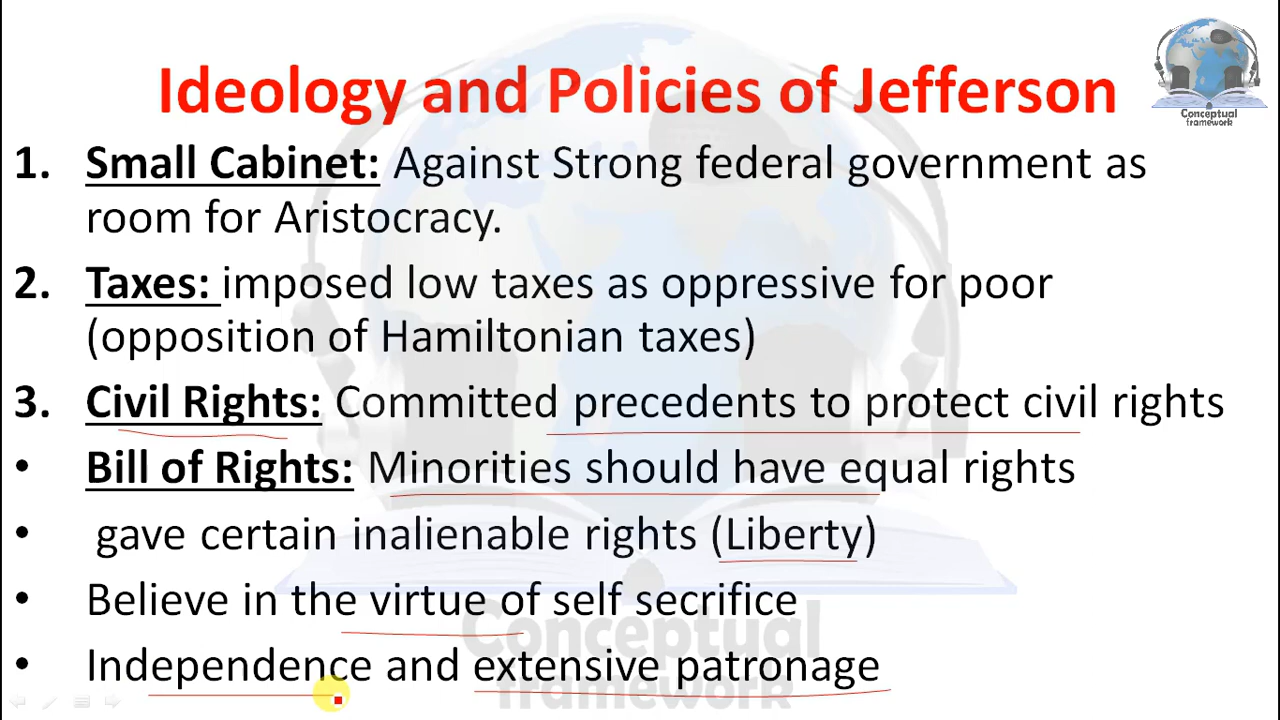 Conceptual
framework
Ideology and Policies of Jefferson
1. Small Cabinet: Against Strong federal government as
room for Aristocracy.
2. Taxes: imposed low taxes as oppressive for poor
(opposition of Hamiltonian taxes)
3. Civil Rights: Committed precedents to protect civil rights
• Bill of Rights: Minorities should have equal rights
• gave certain inalienable rights (Liberty)
• Believe in the virtue of self secrifice
• Independence and extensive patronage
Conceptual
framework